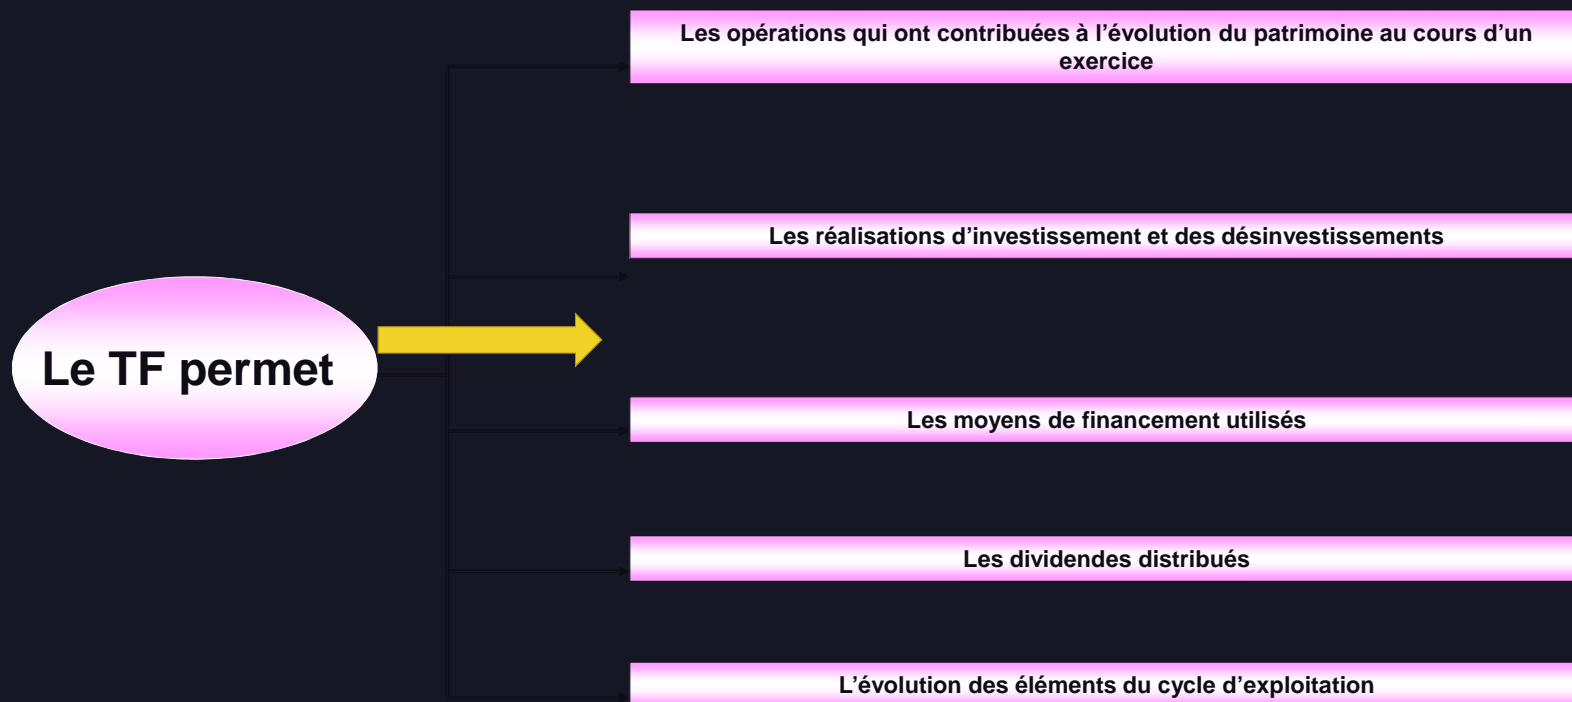 Les opérations qui ont contribuées à l’évolution du patrimoine au cours d’un
exercice
Les réalisations d’investissement et des désinvestissements
Le TF permet
Les moyens de financement utilisés
Les dividendes distribués
L’évolution des éléments du cycle d’exploitation